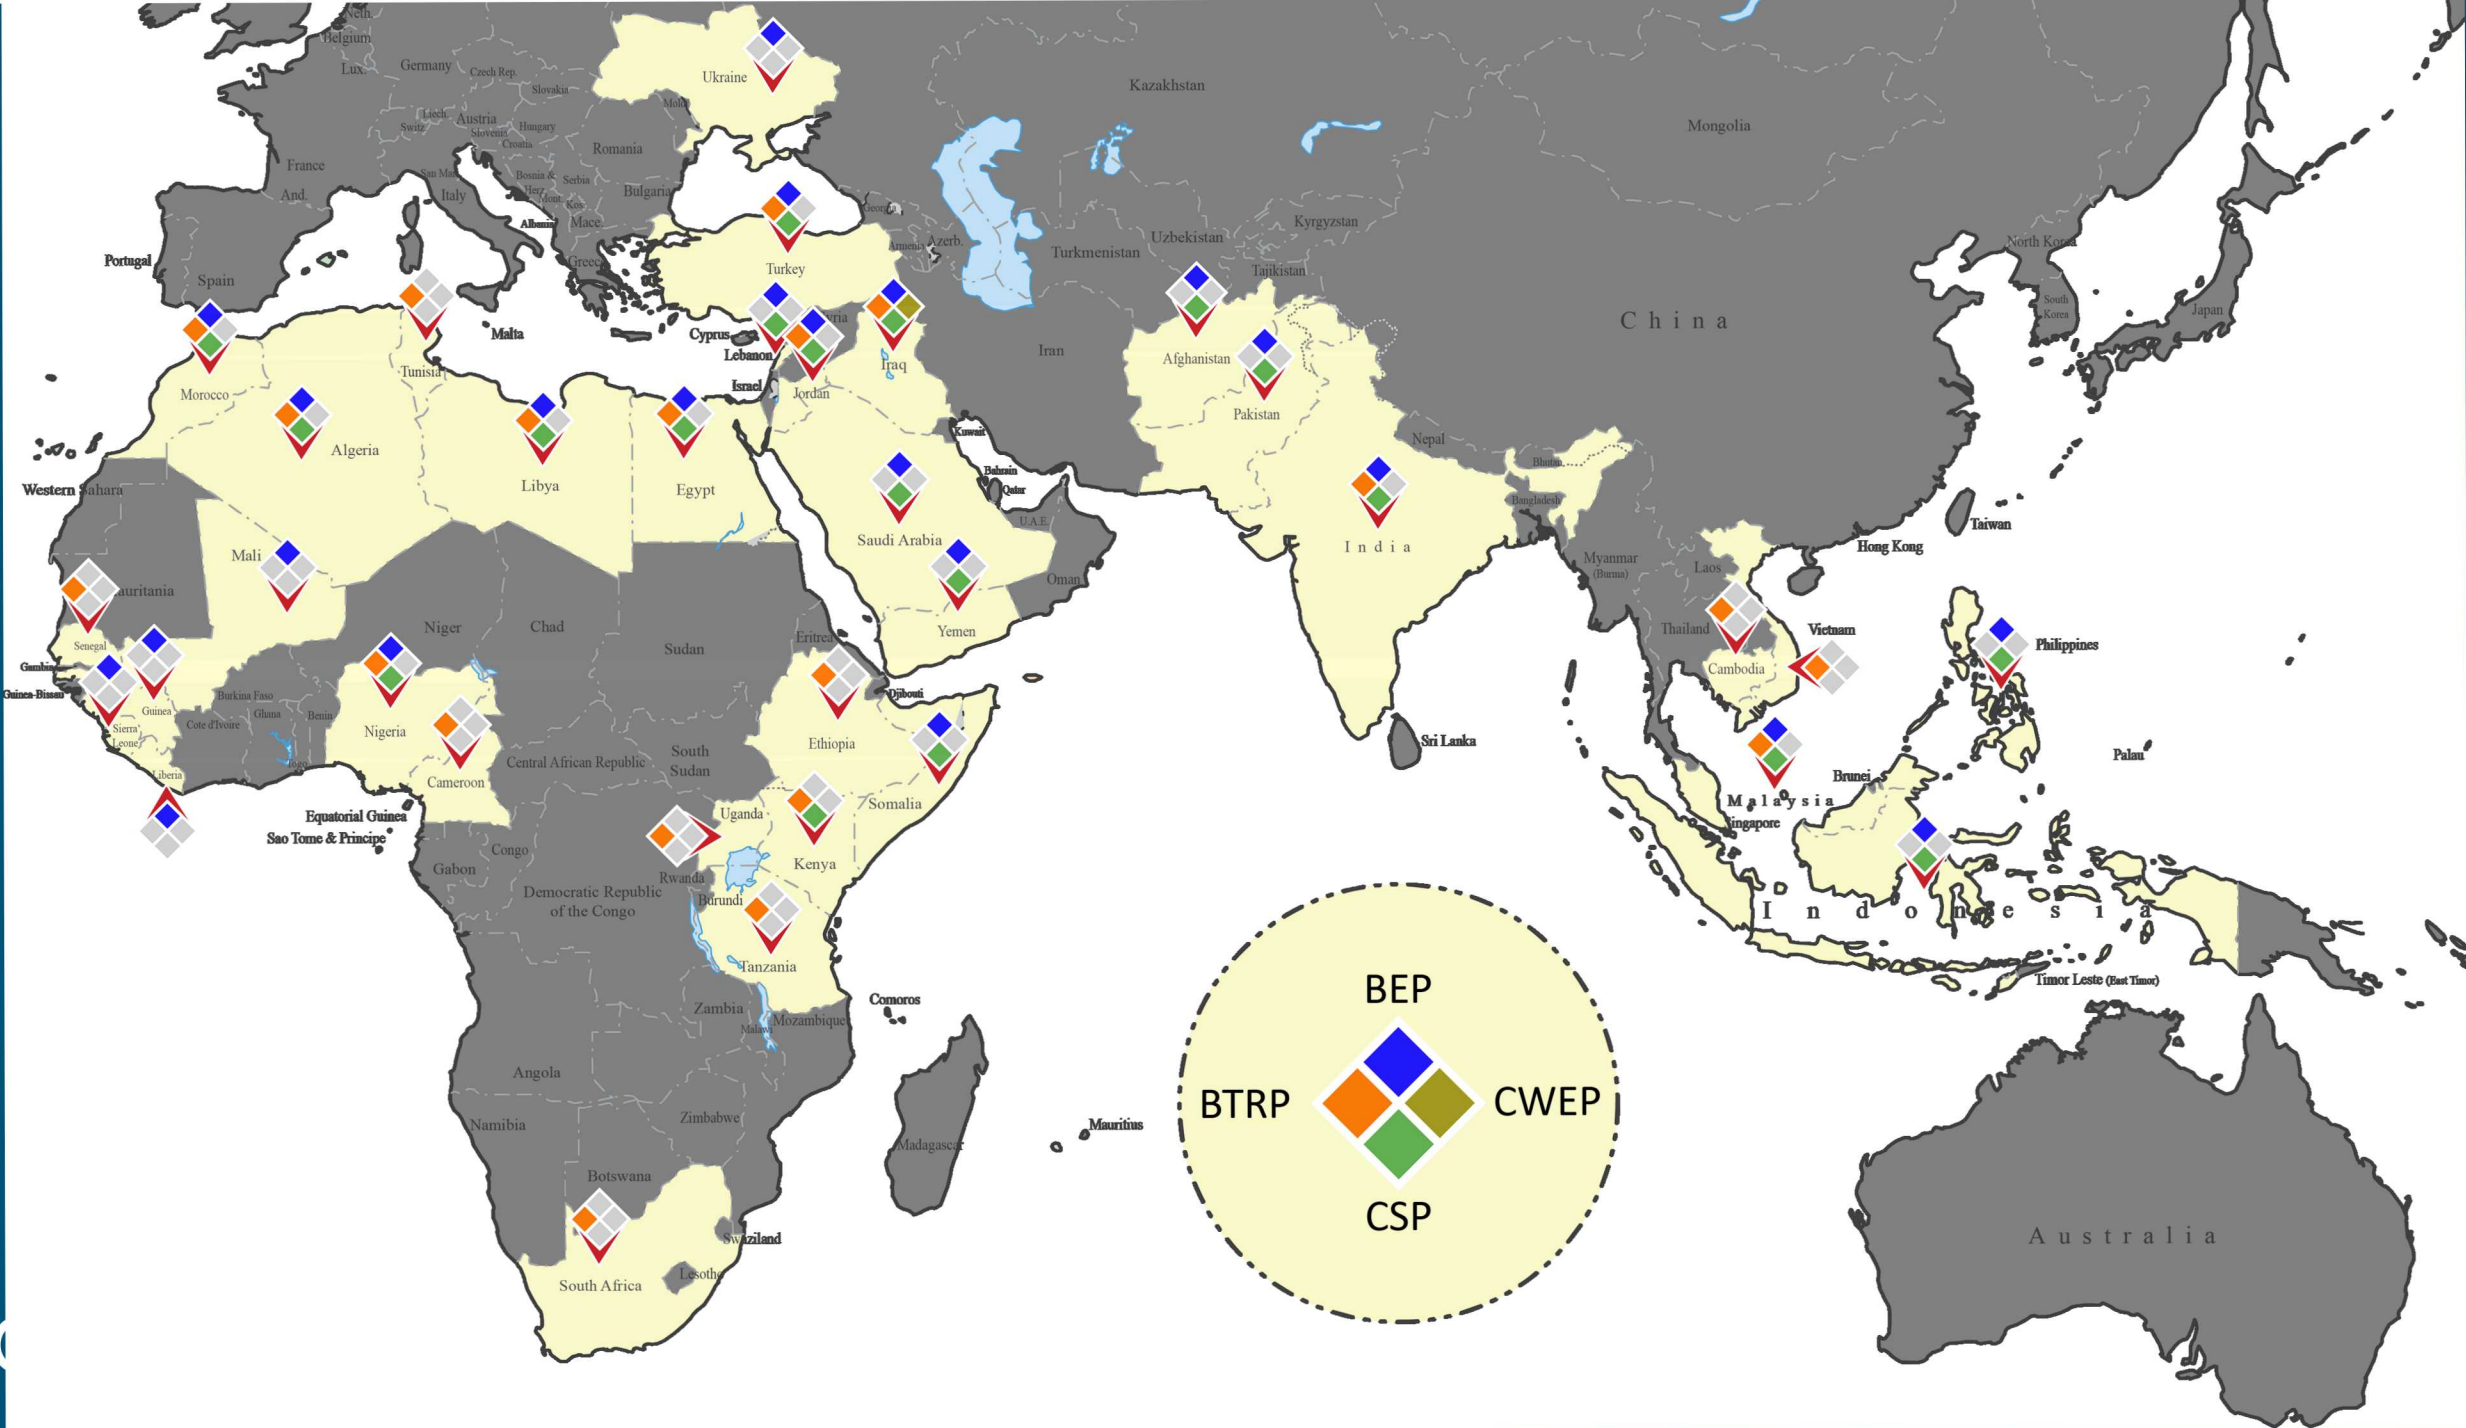 Neth.
Belgium
Lux.
Germany
Czech Rep.
Slovakia
Ukraine
Kazakhstan
Mongolia
Liech.
Switz.
Austria
Slovenia
Hungary
Croatia
Romania
France
And.
San Mar.
Italy
Bosnia &
Herz.
Serbia
Mont.
Kos.
Bulgaria
Albania
Mace.
Georgia
Armenia
Azerb.
Turkmenistan
Uzbekistan
Kyrgyzstan
Tajikistan
North Korea
South
Korea
Japan
Portugal
Spain
Turkey
Malta
Cyprus
Lebanon
Israel
Jordan
Iraq
Iran
Afghanistan
Pakistan
China
Morocco
Tunisia
Algeria
Libya
Egypt
Kuwait
Bahrain
Qatar
U.A.E.
Nepal
Bhutan
Bangladesh
Western Sahara
Saudi Arabia
Oman
India
Myanmar
(Burma)
Laos
Hong Kong
Taiwan
Mali
Niger
Chad
Sudan
Eritrea
Yemen
Thailand
Vietnam
Cambodia
Philippines
Senegal
Guinea-Bissau
Guinea
Sierra
Leone
Liberia
Burkina Faso
Cote d'Ivoire
Ghana
Togo
Benin
Nigeria
Cameroon
Central African Republic
South
Sudan
Ethiopia
Djibouti
Somalia
Sri Lanka
Palau
Brunei
Malaysia
Singapore
Indonesia
Timor Leste (East Timor)
Equatorial Guinea
Sao Tome & Principe
Gabon
Congo
Democratic Republic
of the Congo
Uganda
Kenya
Rwanda
Burundi
Tanzania
Comoros
Zambia
Malawi
Mozambique
Angola
Namibia
Zimbabwe
Botswana
Madagascar
Mauritius
Swaziland
Lesotho
South Africa
Australia
BEP
BTRP
CWEP
CSP